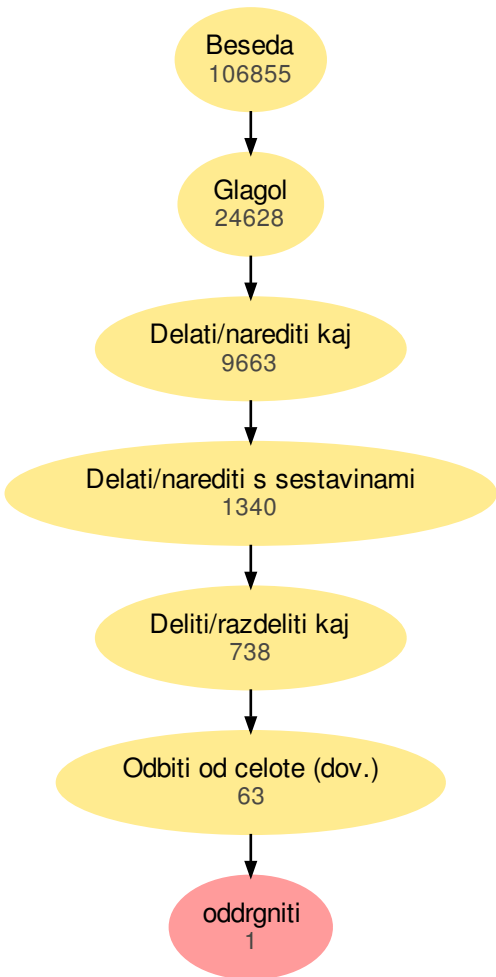 Beseda
106855
Glagol
24628
Delati/narediti kaj
9663
Delati/narediti s sestavinami
1340
Deliti/razdeliti kaj
738
Odbiti od celote (dov.)
63
oddrgniti
1